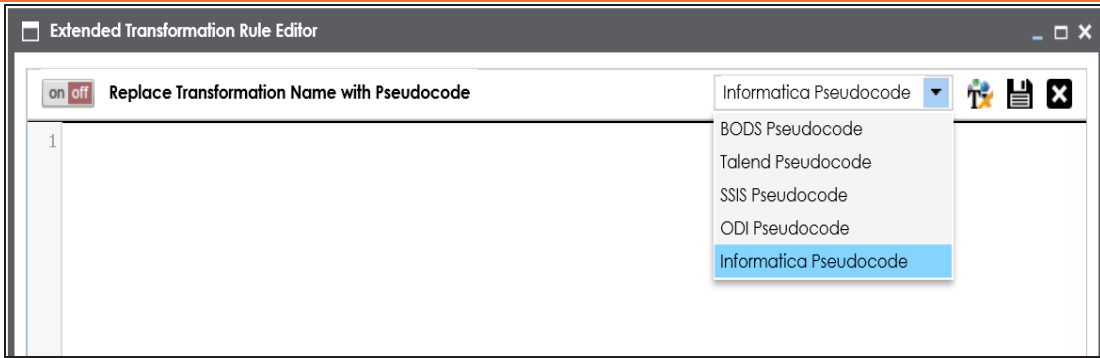 Extended Transformation Rule Editor
on off Replace Transformation Name with Pseudocode Informatica Pseudocode
1
BODS Pseudocode
Talend Pseudocode
SSIS Pseudocode
ODI Pseudocode
Informatica Pseudocode